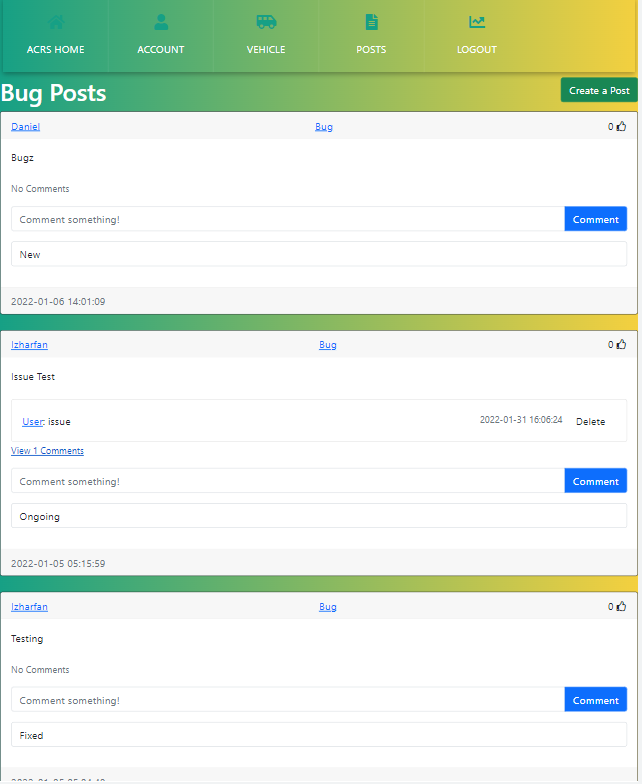 ACRS HOME ACCOUNT VEHICLE POSTS LOGOUT
Bug Posts Create a Post
Daniel Bug 0
Bugz
No Comments
Comment something! Comment
New
2022-01-06 14:01:09
Izharfan Bug 0
Issue Test
User: issue 2022-01-31 16:06:24 Delete
View 1 Comments
Comment something! Comment
Ongoing
2022-01-05 05:15:59
Izharfan Bug 0
Testing
No Comments
Comment something! Comment
Fixed